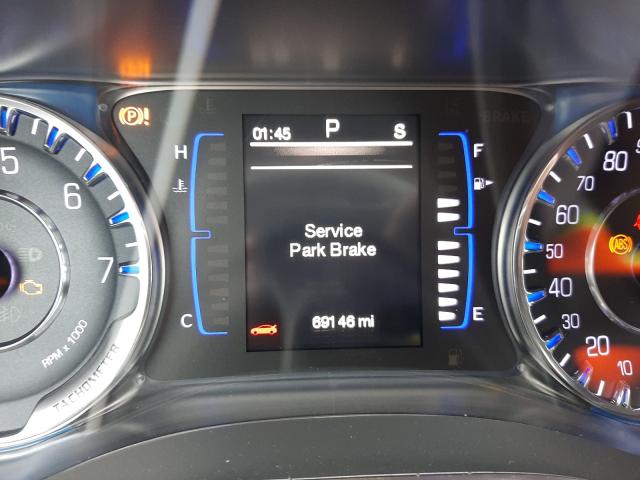 (P)!
BRAKE
01:45 P S
H
F
C
E
Service
Park Brake
69146 mi
5
6
7
RPM x 1000
TACHOMETER
90
80
70
60
50
40
30
20
10
ABS